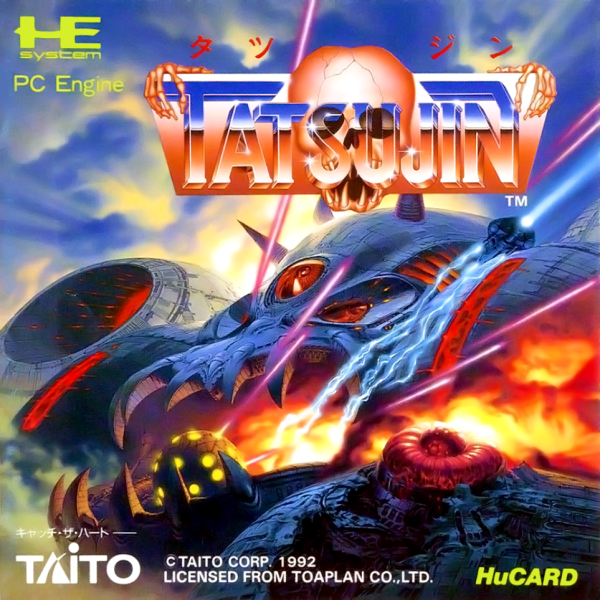 HE
system
PC Engine
タツジン
TATSUJIN
TM
キャッチ・ザ・ハート
TAITO
© TAITO CORP. 1992
LICENSED FROM TOAPLAN CO.,LTD.
HuCARD